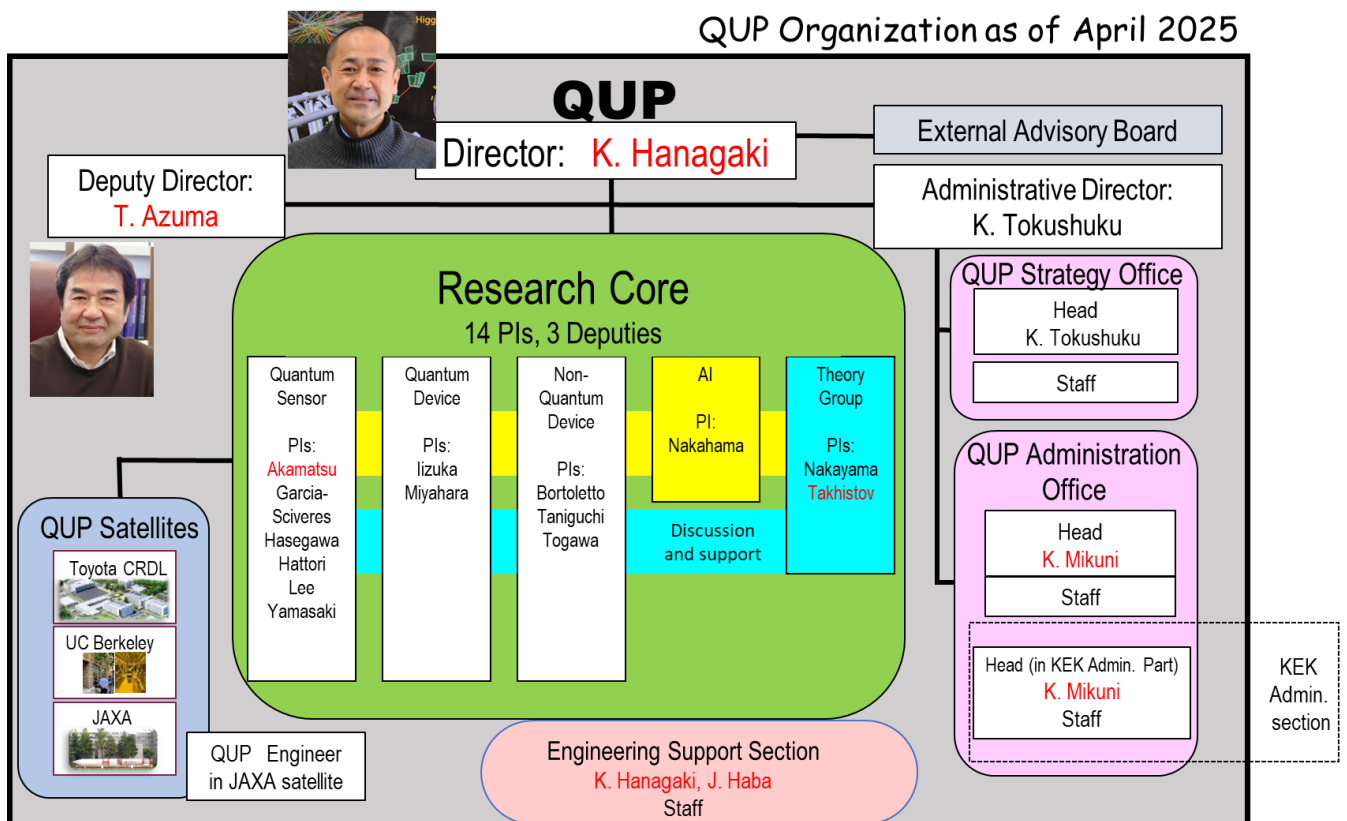 QUP Organization as of April 2025
Higg
QUP
Director: K. Hanagaki
External Advisory Board
Deputy Director:
T. Azuma
Administrative Director:
K. Tokushuku
Research Core
14 PIs, 3 Deputies
Quantum
Sensor
PIs:
Akamatsu
Garcia-
Sciveres
Hasegawa
Hattori
Lee
Yamasaki
Quantum
Device
PIs:
Iizuka
Miyahara
Non-
Quantum
Device
PIs:
Bortoletto
Taniguchi
Togawa
AI
PI:
Nakahama
Theory
Group
PIs:
Nakayama
Takhistov
Discussion
and support
QUP Strategy Office
Head
K. Tokushuku
Staff
QUP Administration
Office
Head
K. Mikuni
Staff
Head (in KEK Admin. Part)
K. Mikuni
Staff
KEK
Admin.
section
QUP Satellites
Toyota CRDL
UC Berkeley
JAXA
QUP Engineer
in JAXA satellite
Engineering Support Section
K. Hanagaki, J. Haba
Staff